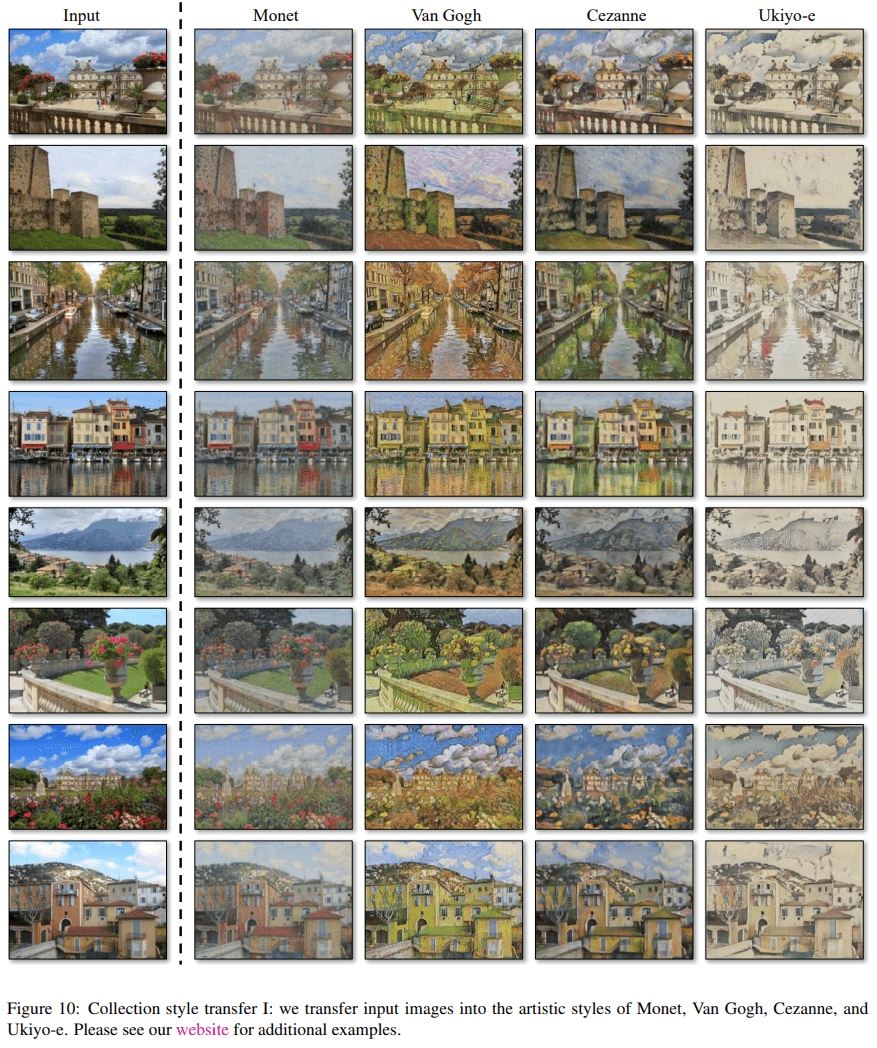 Input Monet Van Gogh Cezanne Ukiyo-e
Figure 10: Collection style transfer I: we transfer input images into the artistic styles of Monet, Van Gogh, Cezanne, and
Ukiyo-e. Please see our website for additional examples.